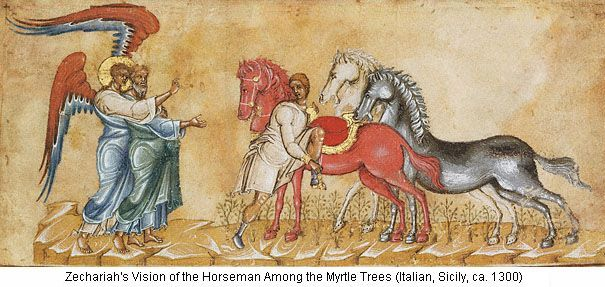 Zechariah's Vision of the Horseman Among the Myrtle Trees (Italian, Sicily, ca. 1300)